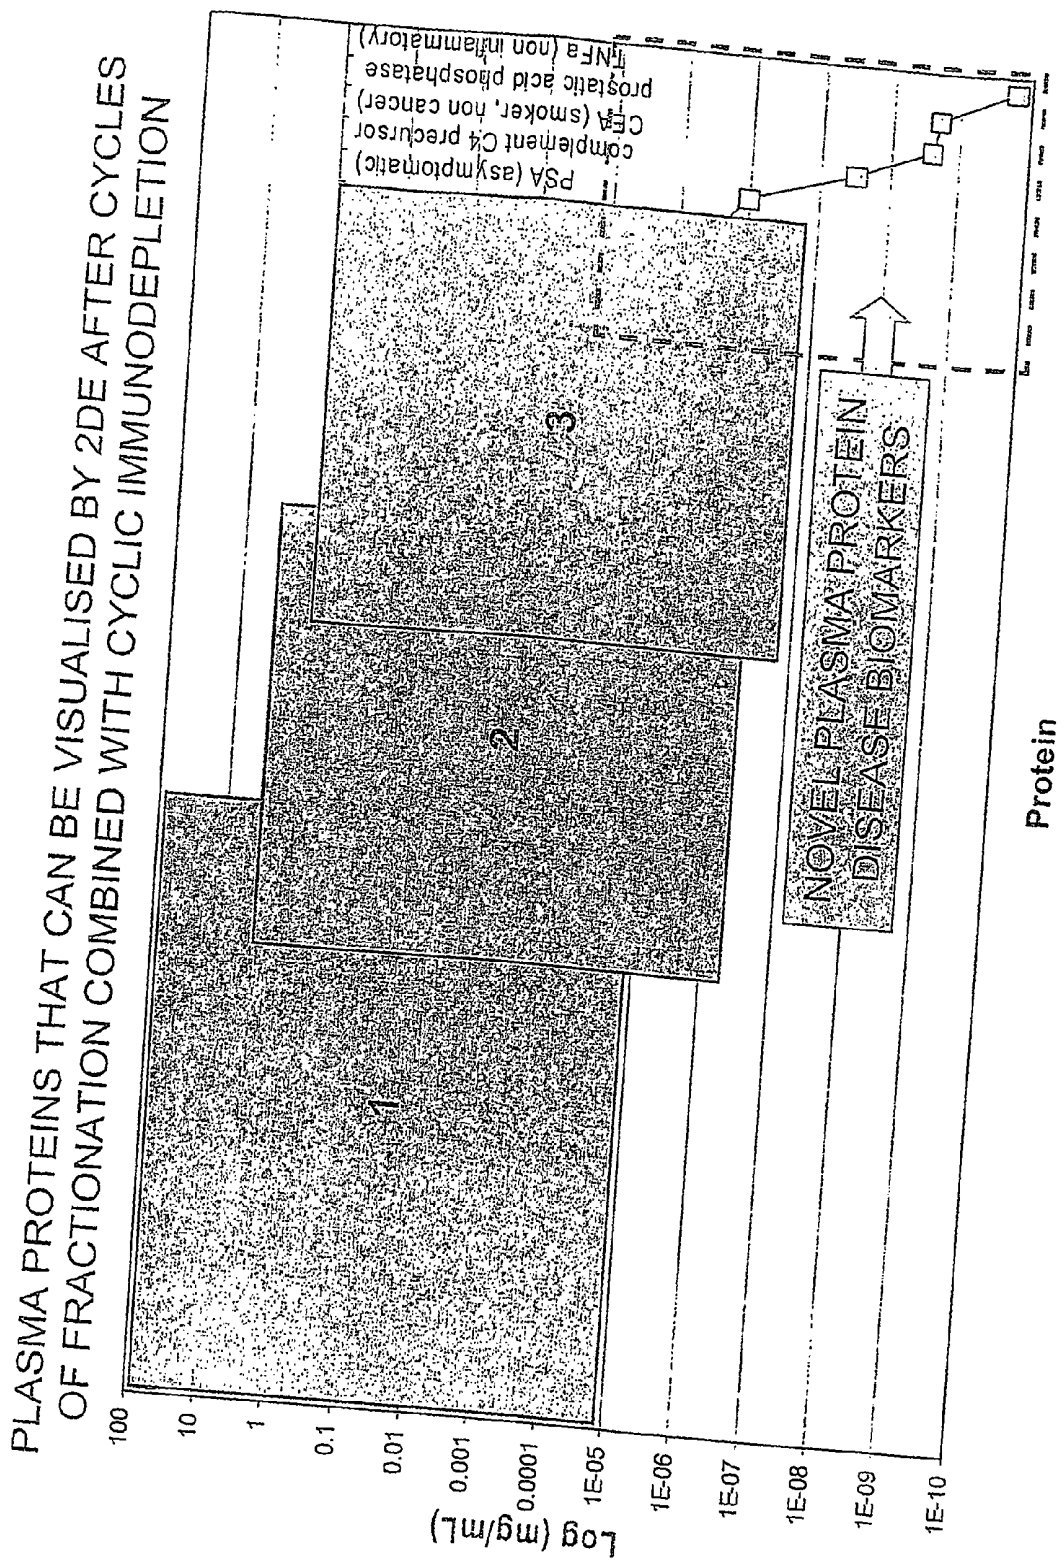 PLASMA PROTEINS THAT CAN BE VISUALISED BY 2DE AFTER CYCLES
OF FRACTIONATION COMBINED WITH CYCLIC IMMUNODEPLETION
100
10
1
0.1
0.01
0.001
0.0001
1E-05
1E-06
1E-07
1E-08
1E-09
1E-10
Log (mg/mL)
1
2
3
PSA (asymptomatic)
complement C4 precursor
CEA (smoker, non cancer)
prostatic acid phosphatase
TNFa (non inflammatory)
NOVEL PLASMA PROTEIN
DISEASE BIOMARKERS
Protein